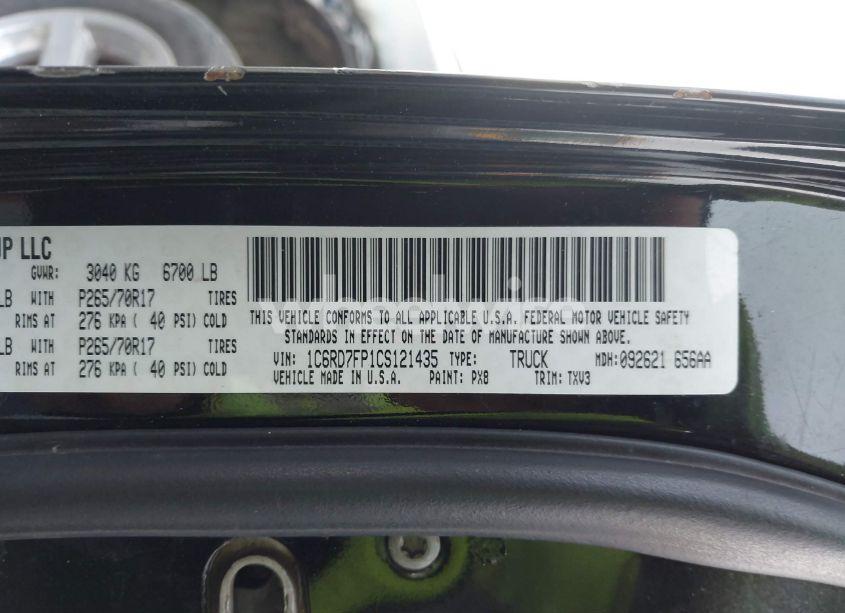 UP LLC
GVWR: 3040 KG 6700 LB
LB WITH P265/70R17 TIRES
RIMS AT 276 KPA ( 40 PSI) COLD
LB WITH P265/70R17 TIRES
RIMS AT 276 KPA ( 40 PSI) COLD
THIS VEHICLE CONFORMS TO ALL APPLICABLE U.S.A. FEDERAL MOTOR VEHICLE SAFETY
STANDARDS IN EFFECT ON THE DATE OF MANUFACTURE SHOWN ABOVE.
VIN: 1C6RD7FP1CS121435 TYPE: TRUCK MDH:092621 656AA
VEHICLE MADE IN U.S.A. PAINT: PX8 TRIM: TXV3